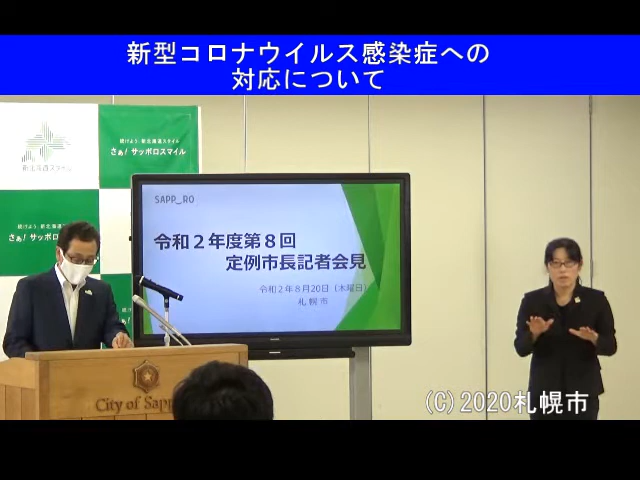 新型コロナウイルス感染症への
対応について
新北海道スタイル
続けよう、新北海道スタイル
さぁ! サッポロスマイル
続けよう、新北海道スタイル
さぁ! サッポロスマイル
SAPP_RO
令和2年度第8回
定例市長記者会見
令和2年8月20日(木曜日)
札幌市
City of Sapp
(C) 2020札幌市